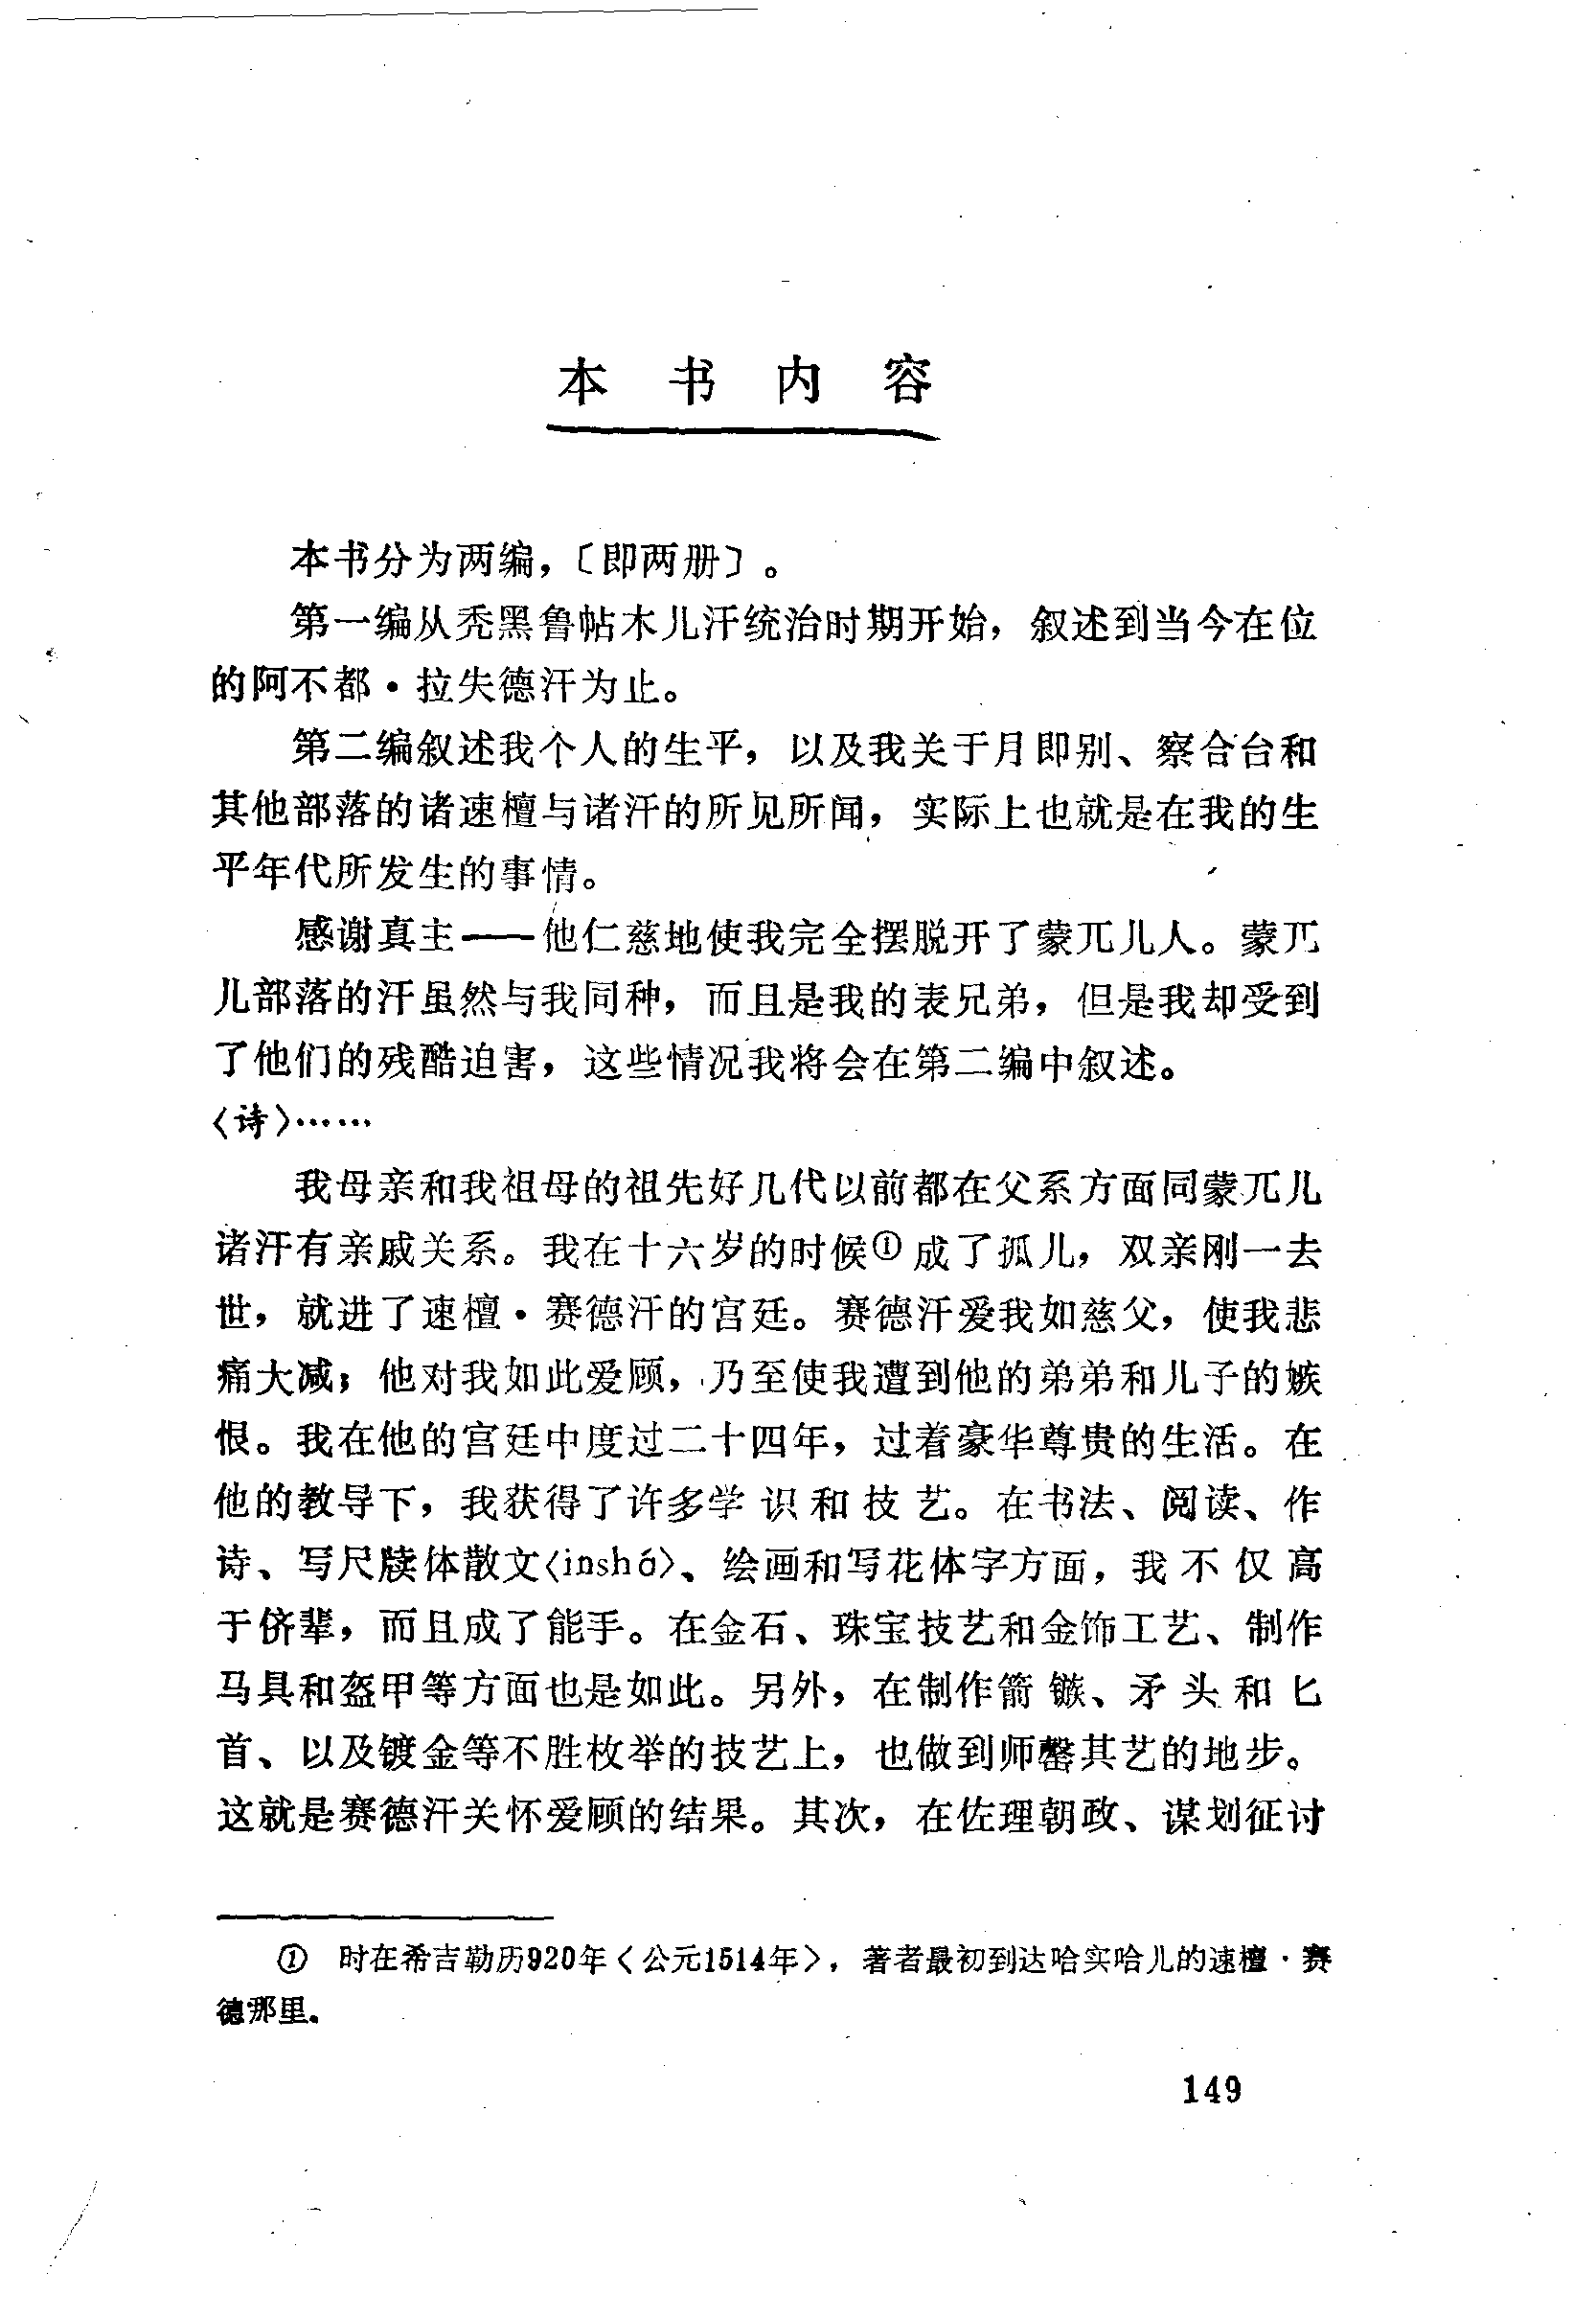 本书内容
本书分为两编，〔即两册〕。
第一编从秃黑鲁帖木儿汗统治时期开始，叙述到当今在位
的阿不都·拉失德汗为止。
第二编叙述我个人的生平，以及我关于月即别、察合台和
其他部落的诸速檀与诸汗的所见所闻，实际上也就是在我的生
平年代所发生的事情。
感谢真主——他仁慈地使我完全摆脱开了蒙兀儿人。蒙兀
儿部落的汗虽然与我同种，而且是我的表兄弟，但是我却受到
了他们的残酷迫害，这些情况我将会在第二编中叙述。
〈诗〉……
我母亲和我祖母的祖先好几代以前都在父系方面同蒙兀儿
诸汗有亲戚关系。我在十六岁的时候①成了孤儿，双亲刚一去
世，就进了速檀·赛德汗的宫廷。赛德汗爱我如慈父，使我悲
痛大减；他对我如此爱顾，乃至使我遭到他的弟弟和儿子的嫉
恨。我在他的宫廷中度过二十四年，过着豪华尊贵的生活。在
他的教导下，我获得了许多学识和技艺。在书法、阅读、作
诗、写尺牍体散文〈inshá〉、绘画和写花体字方面，我不仅高
于侪辈，而且成了能手。在金石、珠宝技艺和金饰工艺、制作
马具和盔甲等方面也是如此。另外，在制作箭镞、矛头和匕
首、以及镀金等不胜枚举的技艺上，也做到师罄其艺的地步。
这就是赛德汗关怀爱顾的结果。其次，在佐理朝政、谋划征讨
① 时在希吉勒历920年〈公元1514年〉，著者最初到达哈实哈儿的速檀·赛
德那里。
149